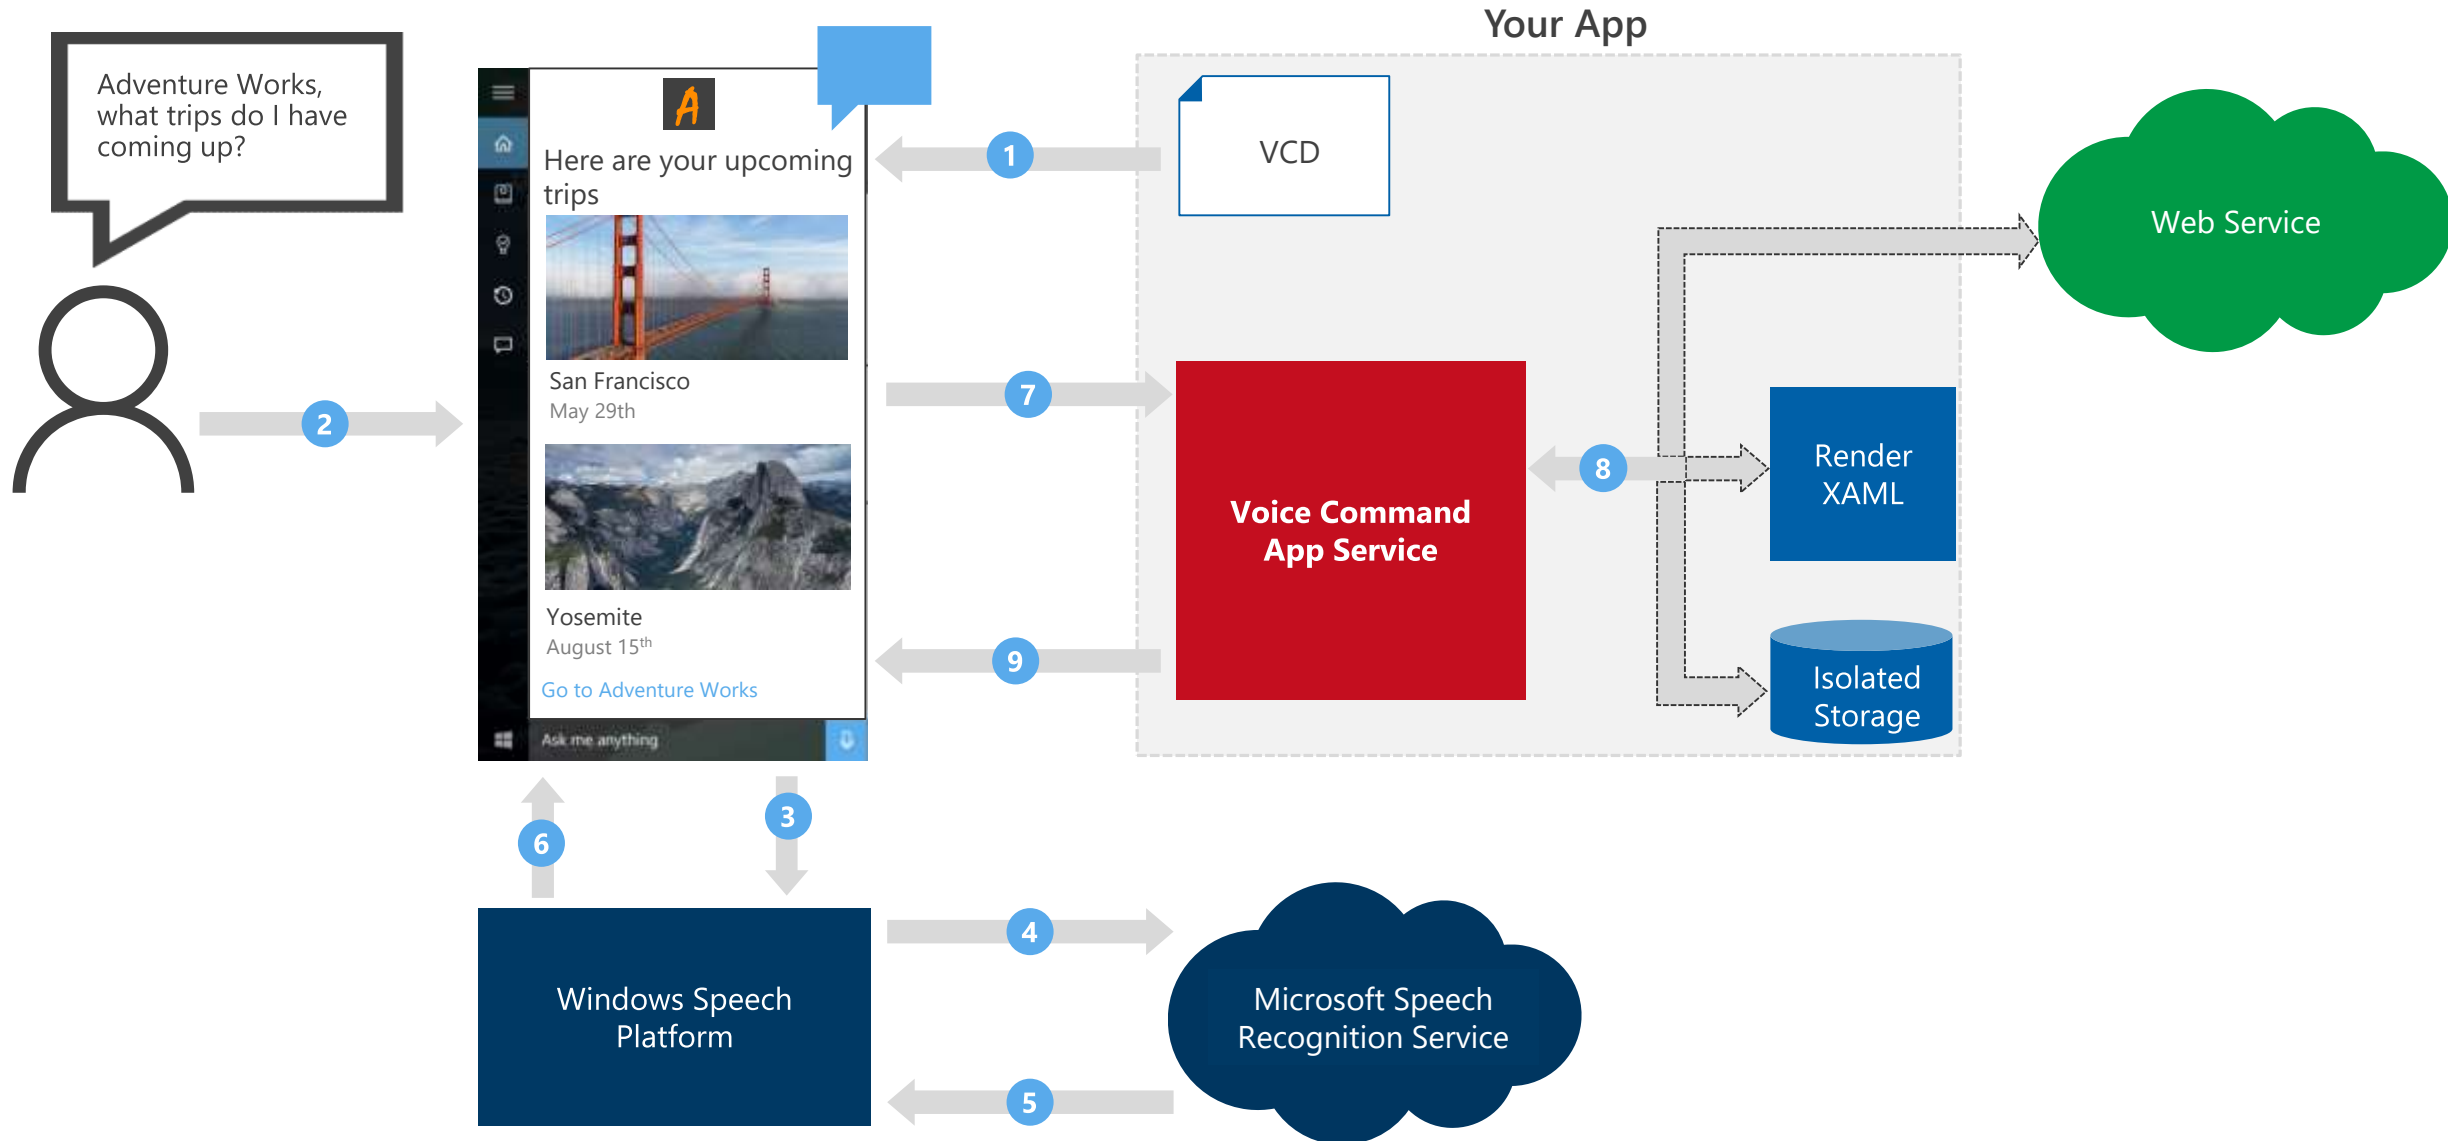 Your App
Adventure Works,
what trips do I have
coming up?
A
Here are your upcoming
trips
San Francisco
May 29th
Yosemite
August 15th
Go to Adventure Works
Ask me anything
1
VCD
Web Service
2
7
Voice Command
App Service
8
Render
XAML
9
Isolated
Storage
6
3
Windows Speech
Platform
4
Microsoft Speech
Recognition Service
5